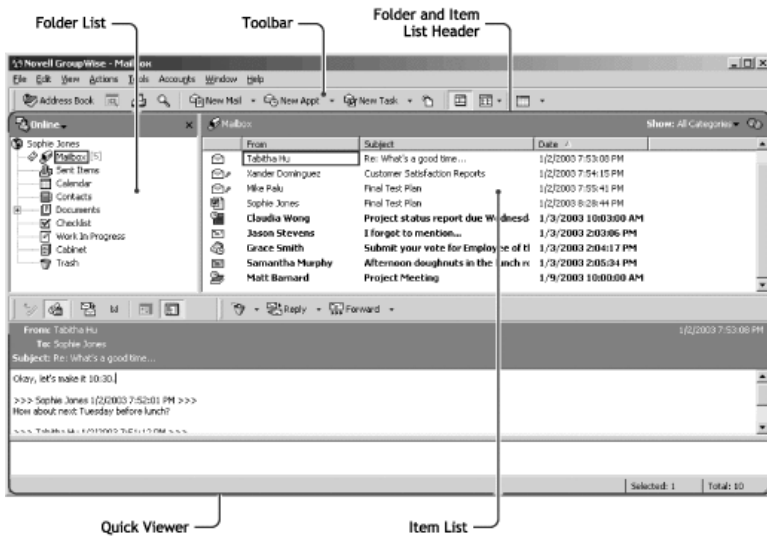 Folder List
Toolbar
Folder and Item
List Header
Novell GroupWise - Mailbox
File Edit View Actions Tools Accounts Window Help
Address Book New Mail New Appt New Task
Online
Mailbox
Show: All Categories
Sophie Jones
Mailbox [5]
Sent Items
Calendar
Contacts
Documents
Checklist
Work In Progress
Cabinet
Trash
From Subject Date
Tabitha Hu Re: What's a good time... 1/2/2003 7:53:08 PM
Xander Dominguez Customer Satisfaction Reports 1/2/2003 7:54:15 PM
Mike Palu Final Test Plan 1/2/2003 7:55:41 PM
Sophie Jones Final Test Plan 1/2/2003 8:28:44 PM
Claudia Wong Project status report due Wednesd 1/3/2003 10:03:00 AM
Jason Stevens I forgot to mention... 1/3/2003 2:03:06 PM
Grace Smith Submit your vote for Employee of t 1/3/2003 2:04:17 PM
Samantha Murphy Afternoon doughnuts in the lunch ro 1/3/2003 2:05:34 PM
Matt Barnard Project Meeting 1/9/2003 10:00:00 AM
Reply Forward
From: Tabitha Hu 1/2/2003 7:53:08 PM
To: Sophie Jones
Subject: Re: What's a good time...
Okay, let's make it 10:30.
>>> Sophie Jones 1/2/2003 7:52:01 PM >>>
How about next Tuesday before lunch?
>>> Tabitha Hu 1/2/2003 7:51:12 PM >>>
Selected: 1 Total: 10
Quick Viewer
Item List